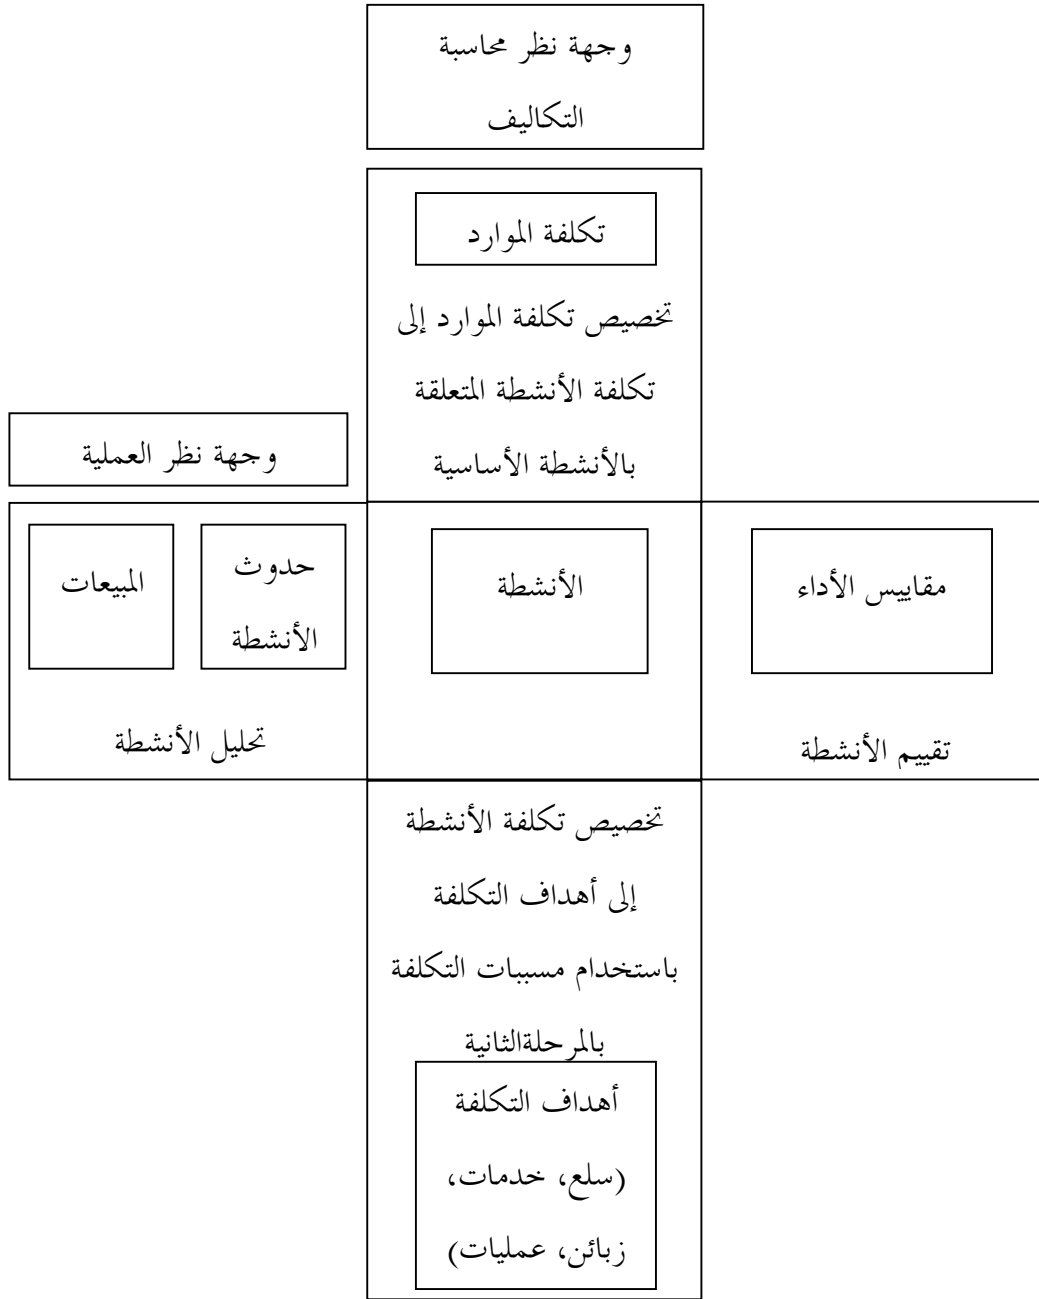 وجهة نظر محاسبة
التكاليف
تكلفة الموارد
تخصيص تكلفة الموارد إلى
تكلفة الأنشطة المتعلقة
بالأنشطة الأساسية
وجهة نظر العملية
مقاييس الأداء
تقييم الأنشطة
الأنشطة
حدوث
الأنشطة
المبيعات
تحليل الأنشطة
تخصيص تكلفة الأنشطة
إلى أهداف التكلفة
باستخدام مسببات التكلفة
بالمرحلةالثانية
أهداف التكلفة
(سلع، خدمات،
زبائن، عمليات)